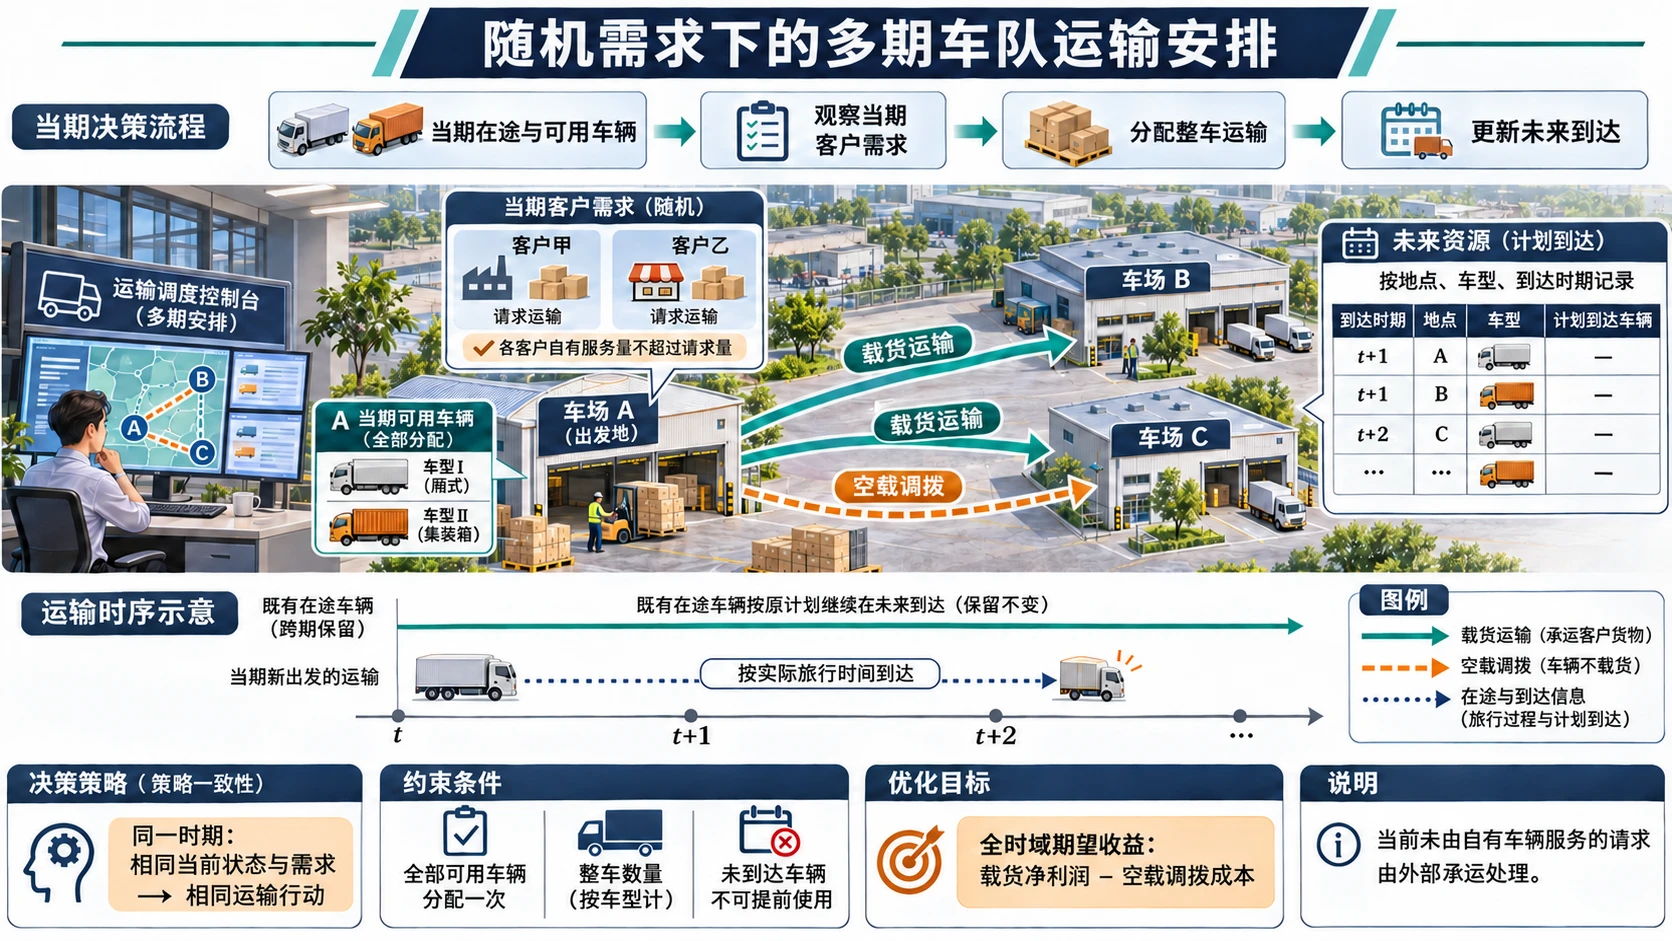 随机需求下的多期车队运输安排
当期决策流程
当期在途与可用车辆
观察当期
客户需求
分配整车运输
更新未来到达
运输调度控制台
(多期安排)
B
A
C
当期客户需求 (随机)
客户甲
客户乙
请求运输
请求运输
各客户自有服务量不超过请求量
A 当期可用车辆
(全部分配)
车型 I
(厢式)
车型 II
(集装箱)
车场 A
(出发地)
载货运输
载货运输
空载调拨
车场 B
车场 C
未来资源 (计划到达)
按地点、车型、到达时期记录
到达时期 地点 车型 计划到达车辆
t+1 A —
t+1 B —
t+2 C —
... ... —
运输时序示意
既有在途车辆
(跨期保留)
既有在途车辆按原计划继续在未来到达 (保留不变)
当期新出发的运输
按实际旅行时间到达
t
t+1
t+2
...
图例
载货运输 (承运客户货物)
空载调拨 (车辆不载货)
在途与到达信息
(旅行过程与计划到达)
决策策略 (策略一致性)
同一时期:
相同当前状态与需求
→ 相同运输行动
约束条件
全部可用车辆
分配一次
整车数量
(按车型计)
未到达车辆
不可提前使用
优化目标
全时域期望收益:
载货净利润 − 空载调拨成本
说明
当前未由自有车辆服务的请求
由外部承运处理。